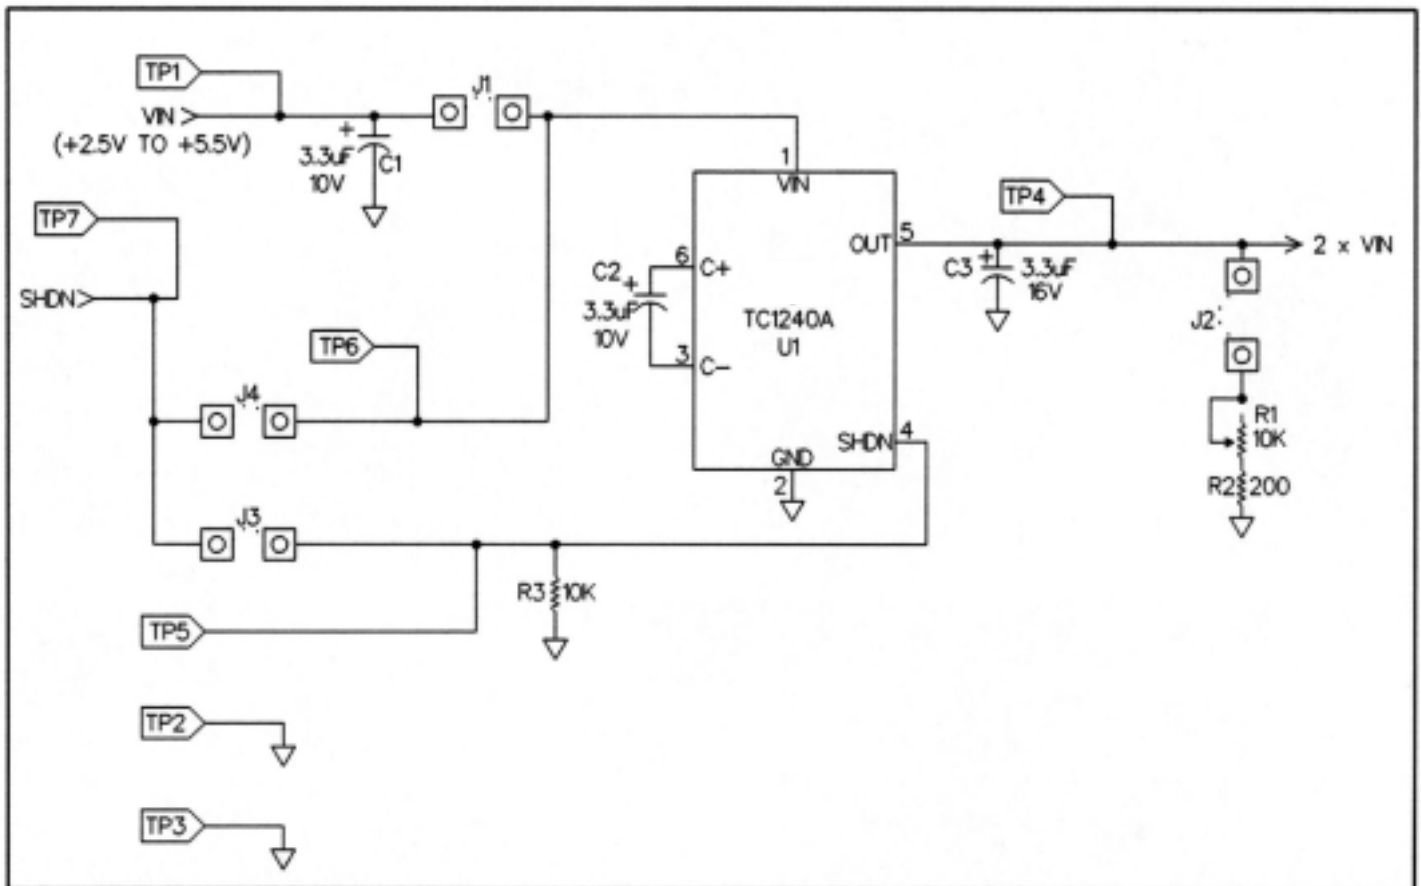 TP1
J1
VIN
(+2.5V TO +5.5V)
+
3.3uF
10V
C1
1
VIN
TP7
TP4
OUT
5
2 x VIN
C2
+
3.3uF
10V
6
C+
C3
+
3.3uF
16V
SHDN
TC1240A
U1
J2
TP6
3
C-
J4
R1
10K
SHDN
4
GND
2
R2
200
J3
R3
10K
TP5
TP2
TP3